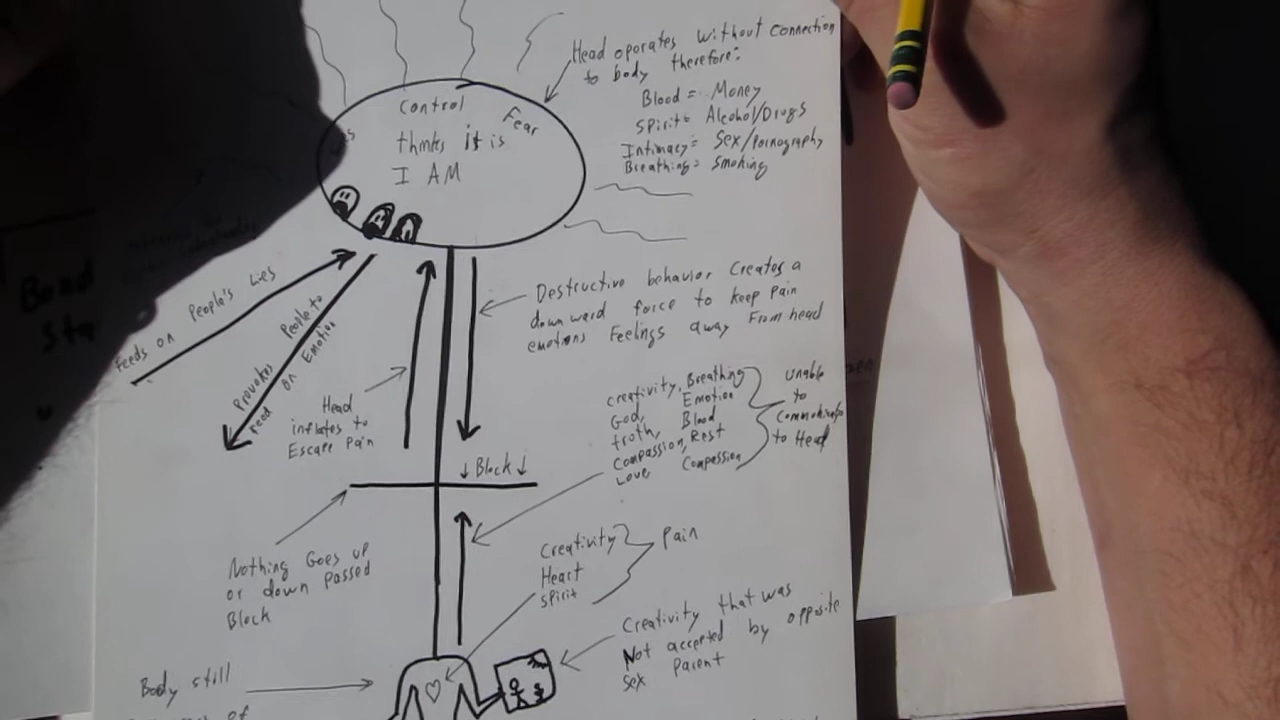 Head operates without connection
to body therefore:
Blood = Money
Spirit = Alcohol/Drugs
Intimacy = Sex/Pornography
Breathing = Smoking
Control
Fear
thinks it is
I AM
Feeds on People's Lies
Provokes People to
feed on Emotion
Destructive behavior Creates a
downward force to keep Pain
emotions Feelings away From head
Head
inflates to
Escape Pain
creativity, Breathing
God, Emotion
truth, Blood
Compassion, Rest
Love Compassion
unable
to
to Head
↓ Block ↓
Nothing Goes up
or down passed
Block
Creativity
Heart
Spirit
Pain
Creativity that was
Not accepted by opposite
sex parent
Body still
of